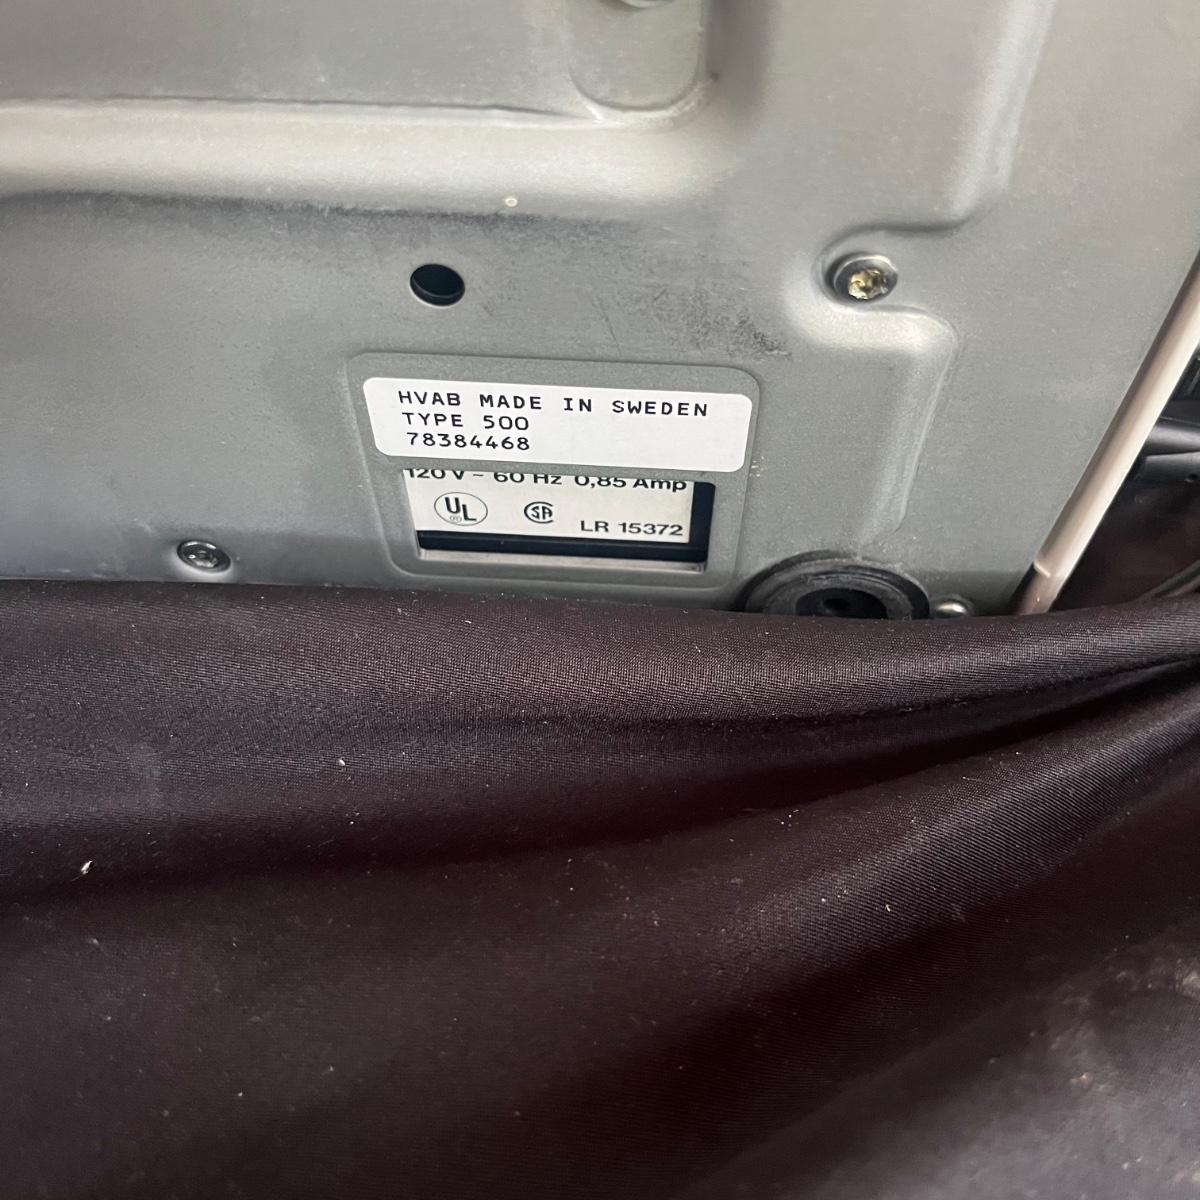 HVAB MADE IN SWEDEN
TYPE 500
78384468
120 V ~ 60 Hz 0,85 Amp
UL
SA LR 15372